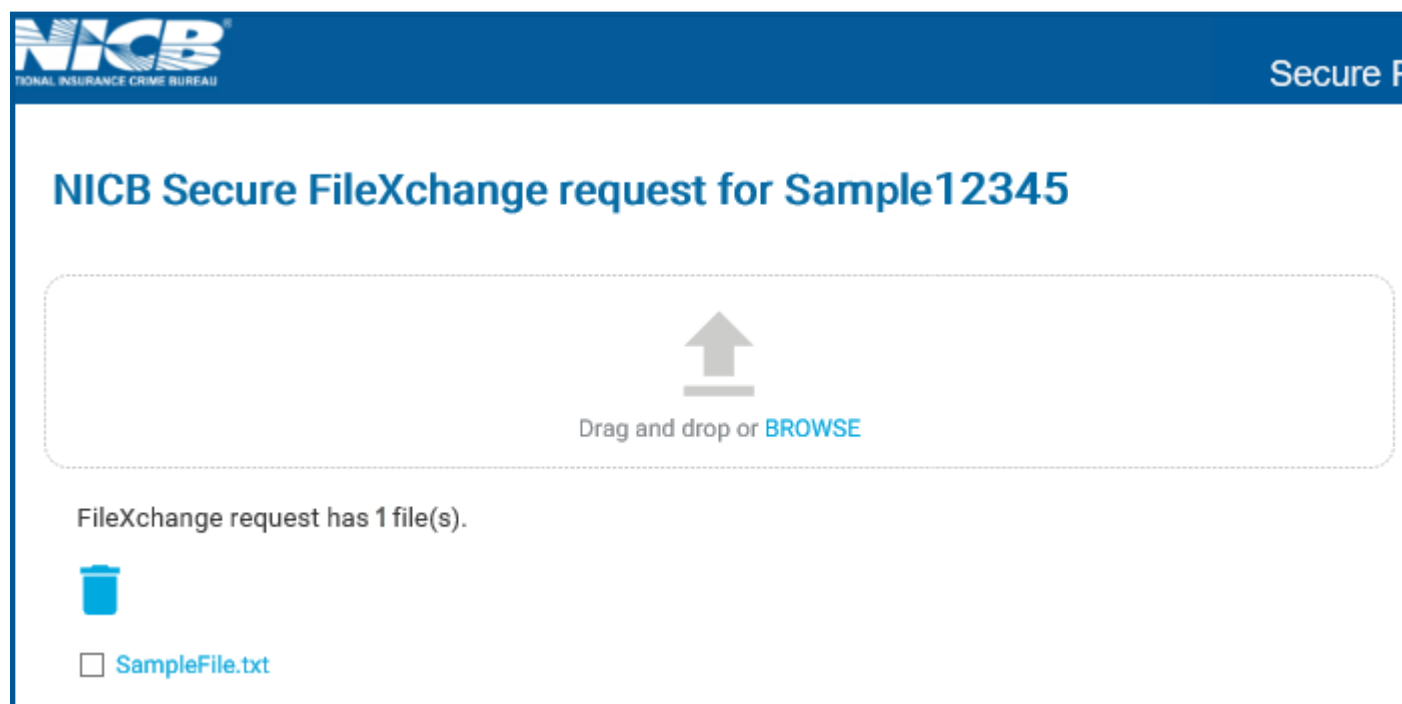 NICB®
TIONAL INSURANCE CRIME BUREAU
Secure F
NICB Secure FileXchange request for Sample12345
Drag and drop or BROWSE
FileXchange request has 1 file(s).
SampleFile.txt